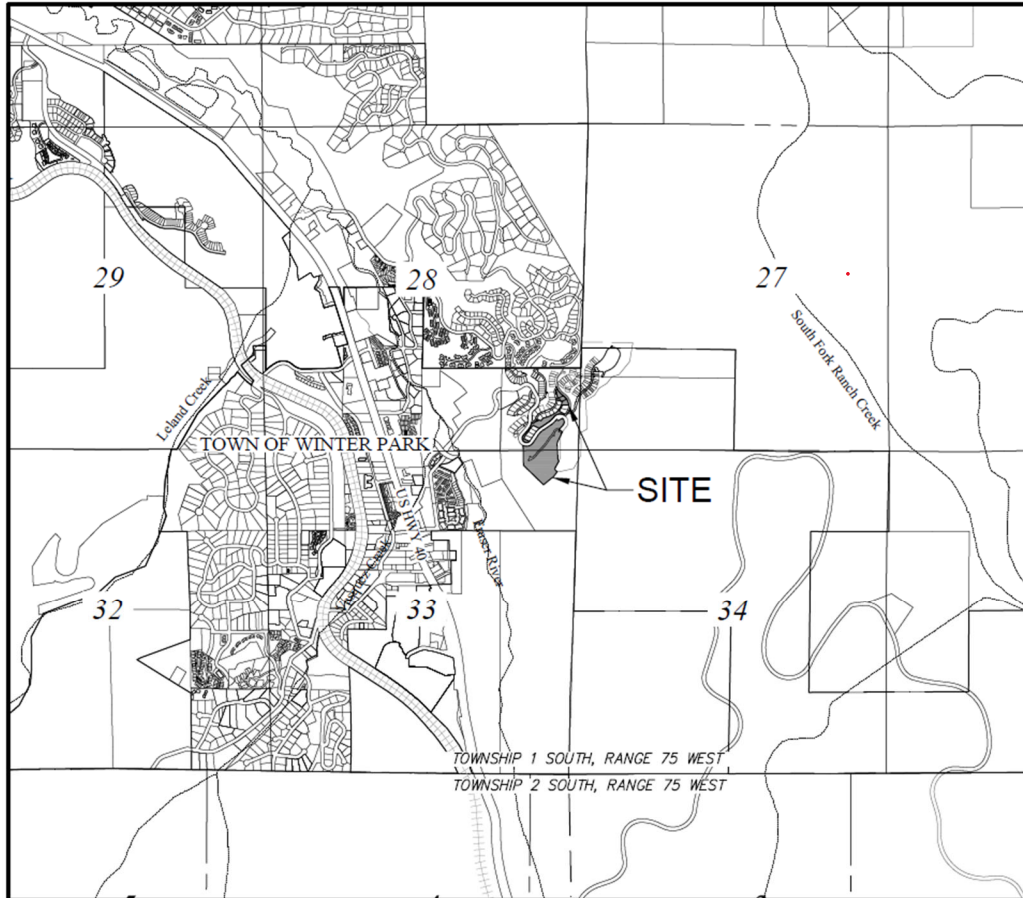 29
28
27
South Fork Ranch Creek
Leland Creek
TOWN OF WINTER PARK
SITE
US HWY 40
Fraser River
Creek
32
33
34
TOWNSHIP 1 SOUTH, RANGE 75 WEST
TOWNSHIP 2 SOUTH, RANGE 75 WEST